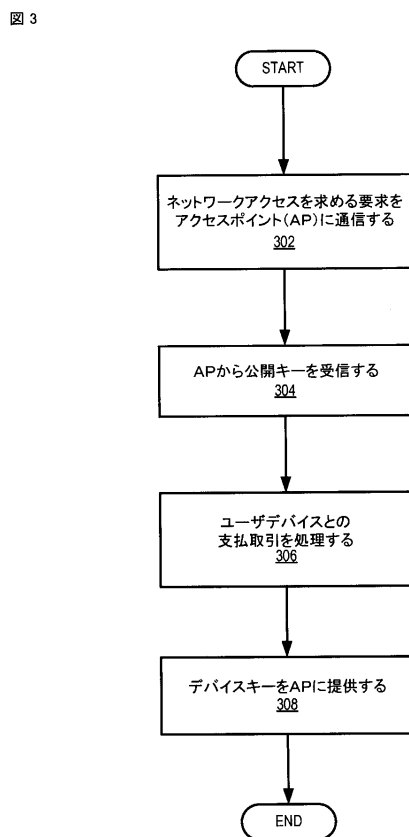 図 3
START
ネットワークアクセスを求める要求を
アクセスポイント(AP)に通信する
302
APから公開キーを受信する
304
ユーザデバイスとの
支払取引を処理する
306
デバイスキーをAPに提供する
308
END